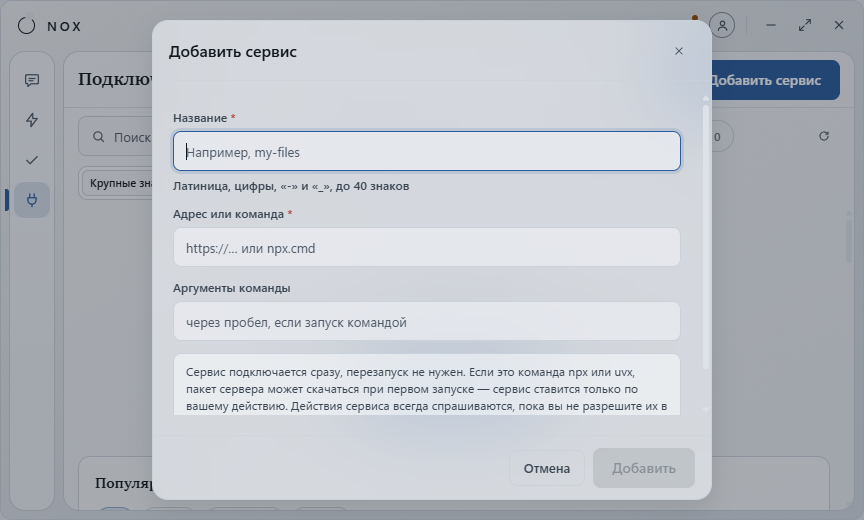 NOX
Добавить сервис
Добавить сервис
Поиск
0
Крупные
Название *
Например, my-files
Латиница, цифры, «-» и «_», до 40 знаков
Адрес или команда *
https://... или npx.cmd
Аргументы команды
через пробел, если запуск командой
Сервис подключается сразу, перезапуск не нужен. Если это команда npx или uvx,
пакет сервера может скачаться при первом запуске — сервис ставится только по
вашему действию. Действия сервиса всегда спрашиваются, пока вы не разрешите их в
Отмена
Добавить